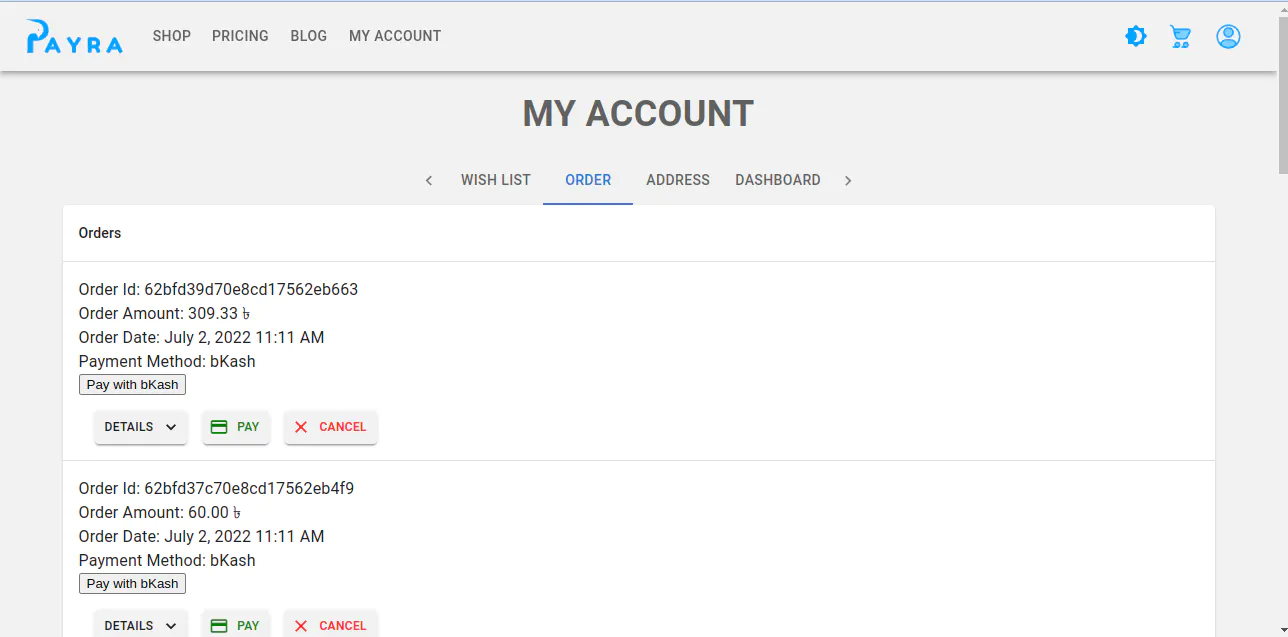 PAYRA SHOP PRICING BLOG MY ACCOUNT
MY ACCOUNT
WISH LIST ORDER ADDRESS DASHBOARD
Orders
Order Id: 62bfd39d70e8cd17562eb663
Order Amount: 309.33 ৳
Order Date: July 2, 2022 11:11 AM
Payment Method: bKash
Pay with bKash
DETAILS PAY CANCEL
Order Id: 62bfd37c70e8cd17562eb4f9
Order Amount: 60.00 ৳
Order Date: July 2, 2022 11:11 AM
Payment Method: bKash
Pay with bKash
DETAILS PAY CANCEL